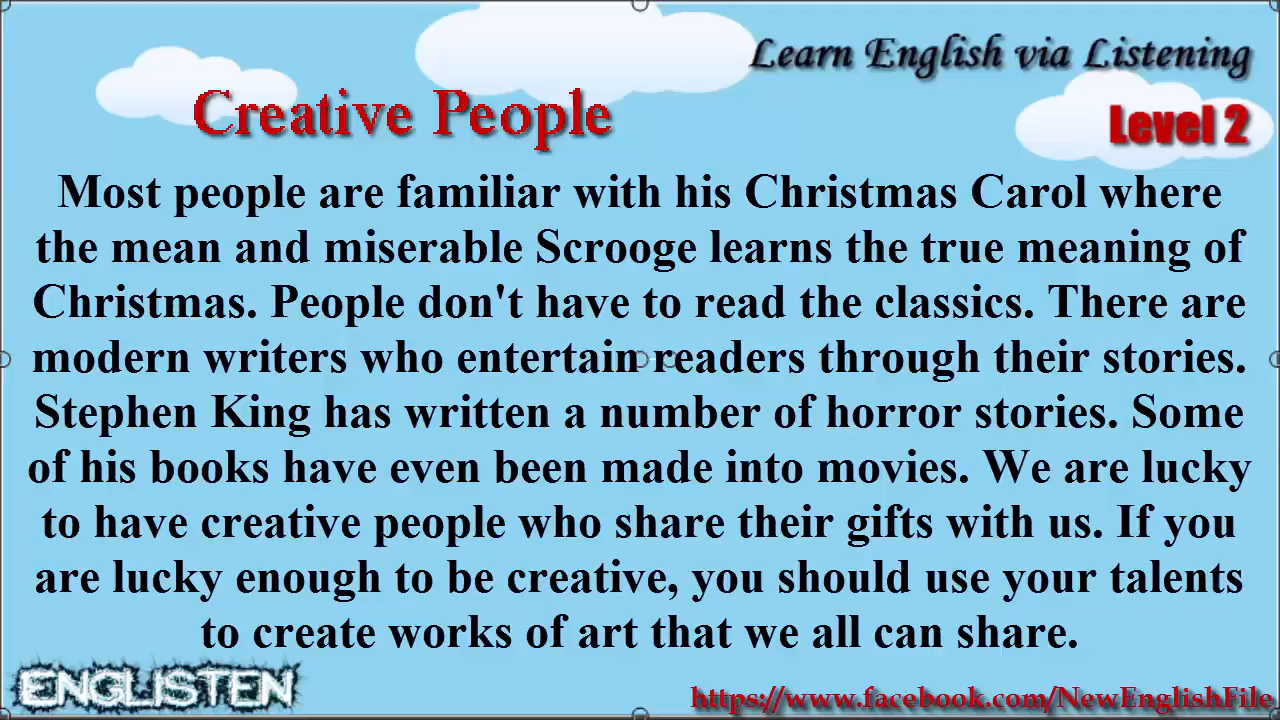 Learn English via Listening
Creative People
Level 2
Most people are familiar with his Christmas Carol where
the mean and miserable Scrooge learns the true meaning of
Christmas. People don't have to read the classics. There are
modern writers who entertain readers through their stories.
Stephen King has written a number of horror stories. Some
of his books have even been made into movies. We are lucky
to have creative people who share their gifts with us. If you
are lucky enough to be creative, you should use your talents
to create works of art that we all can share.
ENGLISTEN
https://www.facebook.com/NewEnglishFile